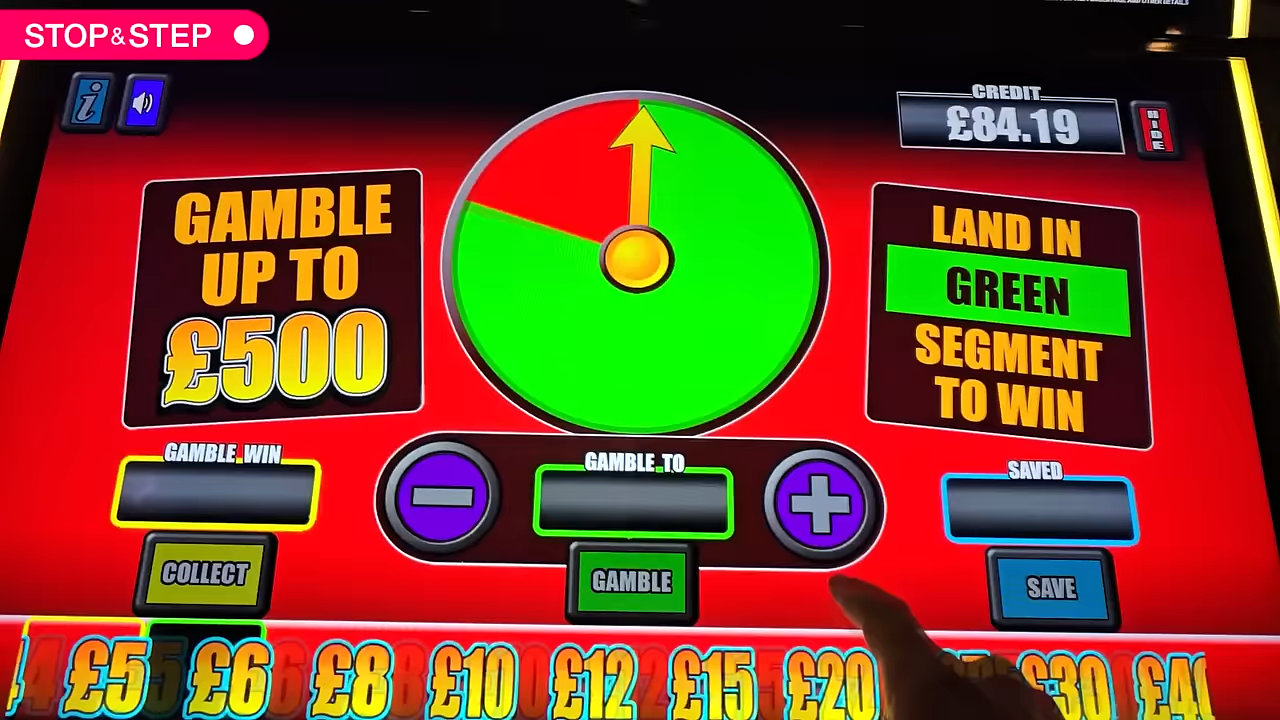 STOP&STEP
i
CREDIT
£84.19
HIDE
GAMBLE
UP TO
£500
LAND IN
GREEN
SEGMENT
TO WIN
GAMBLE WIN
GAMBLE TO
SAVED
COLLECT
GAMBLE
SAVE
£5 £6 £8 £10 £12 £15 £20 £30